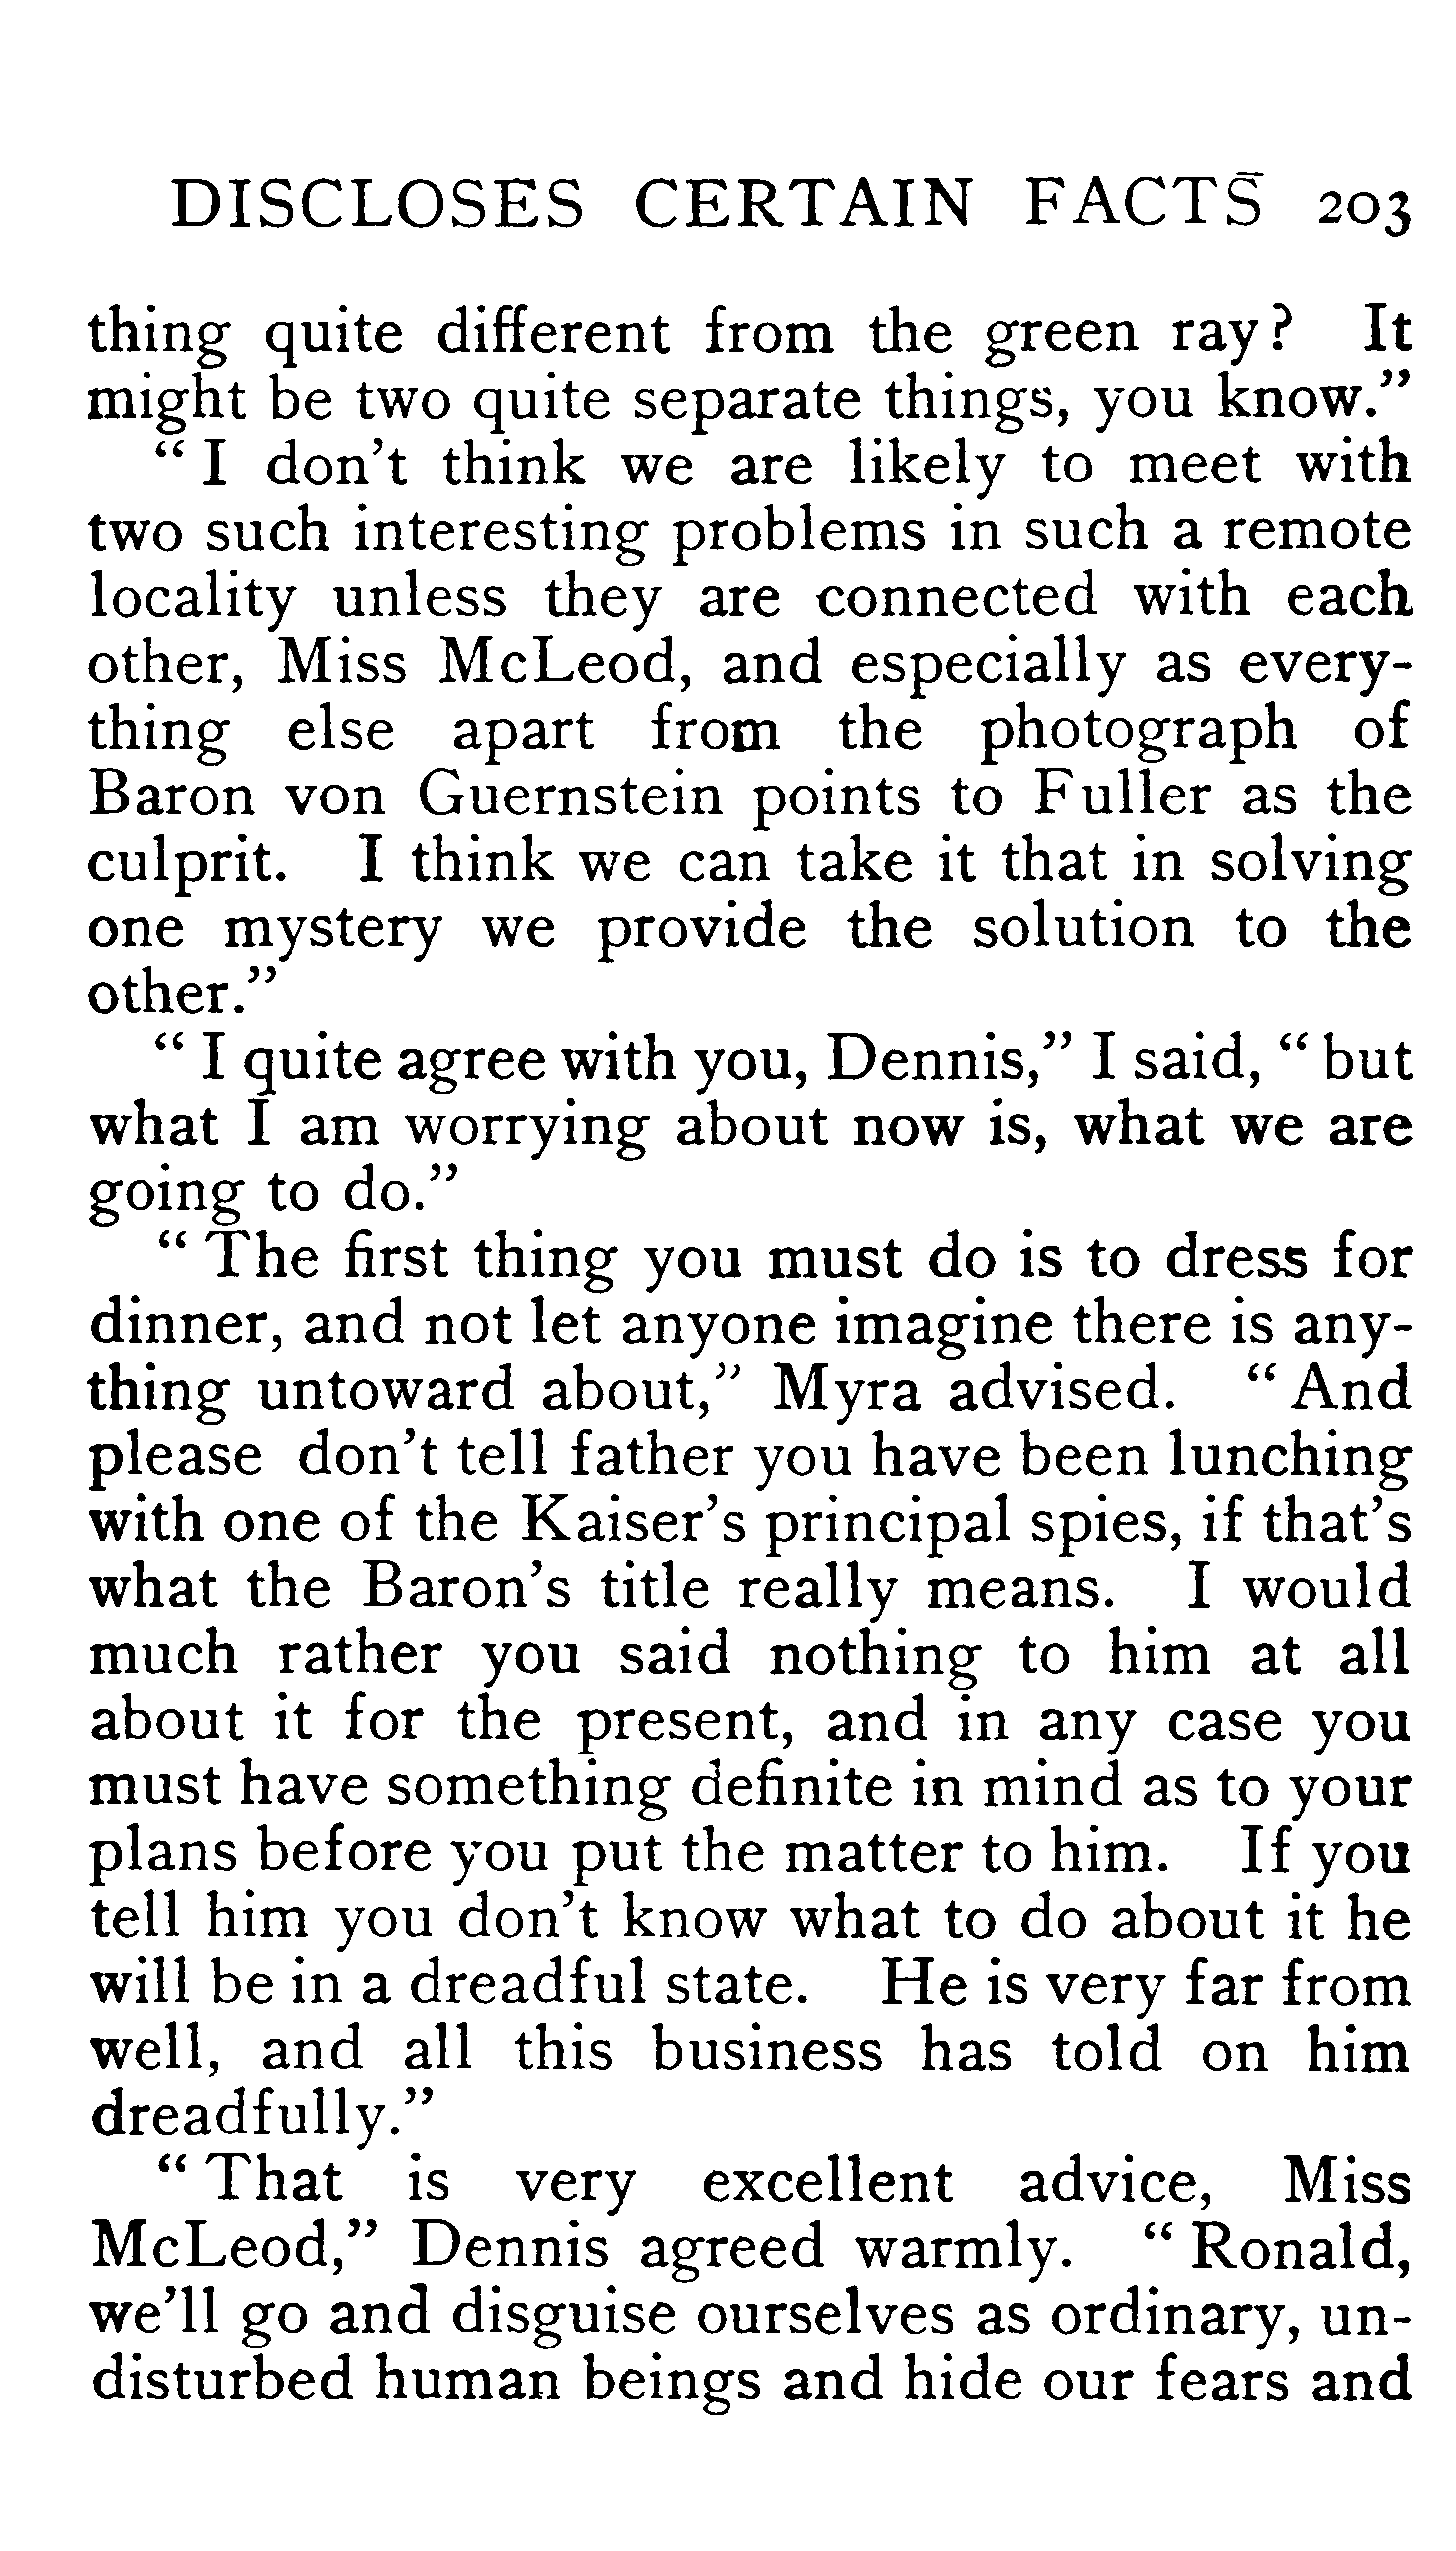 DISCLOSES CERTAIN FACTS 203
thing quite different from the green ray? It
might be two quite separate things, you know.”
“ I don’t think we are likely to meet with
two such interesting problems in such a remote
locality unless they are connected with each
other, Miss McLeod, and especially as every-
thing else apart from the photograph of
Baron von Guernstein points to Fuller as the
culprit. I think we can take it that in solving
one mystery we provide the solution to the
other.”
“ I quite agree with you, Dennis,” I said, “ but
what I am worrying about now is, what we are
going to do.”
“ The first thing you must do is to dress for
dinner, and not let anyone imagine there is any-
thing untoward about,” Myra advised. “ And
please don’t tell father you have been lunching
with one of the Kaiser’s principal spies, if that’s
what the Baron’s title really means. I would
much rather you said nothing to him at all
about it for the present, and in any case you
must have something definite in mind as to your
plans before you put the matter to him. If you
tell him you don’t know what to do about it he
will be in a dreadful state. He is very far from
well, and all this business has told on him
dreadfully.”
“ That is very excellent advice, Miss
McLeod,” Dennis agreed warmly. “ Ronald,
we’ll go and disguise ourselves as ordinary, un-
disturbed human beings and hide our fears and